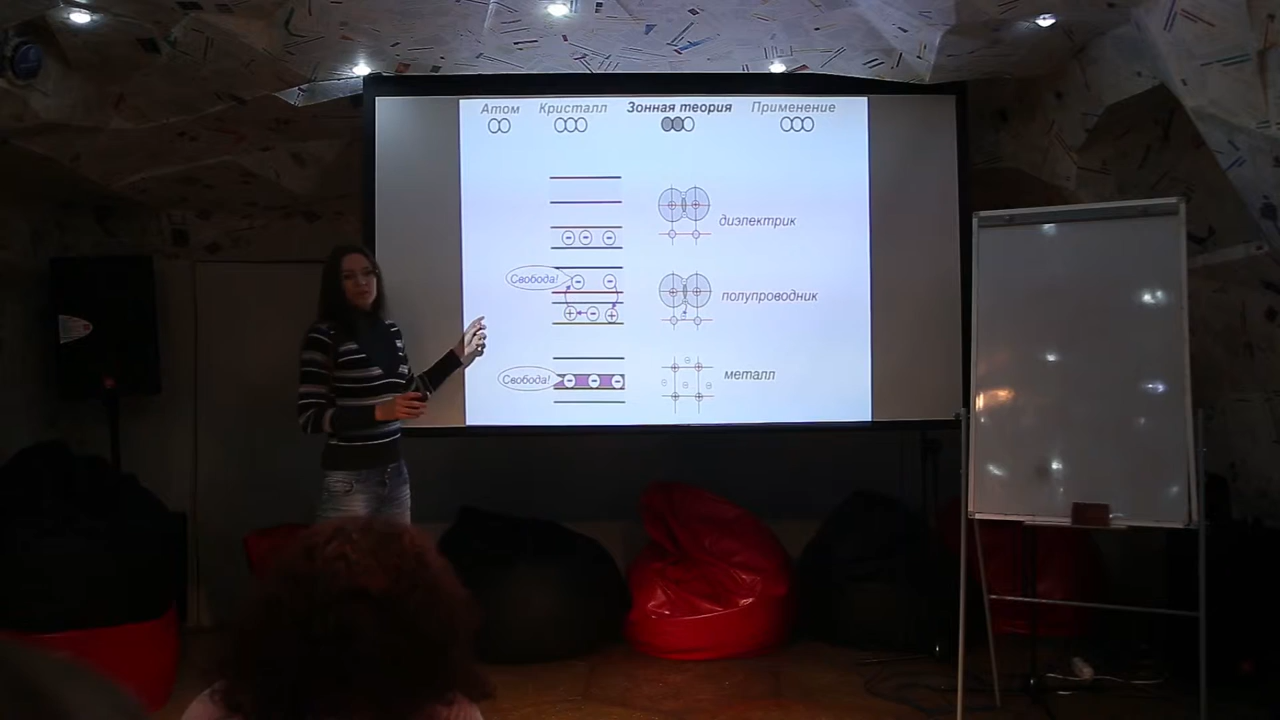 Атом Кристалл Зонная теория Применение
диэлектрик
Свобода!
полупроводник
Свобода!
металл